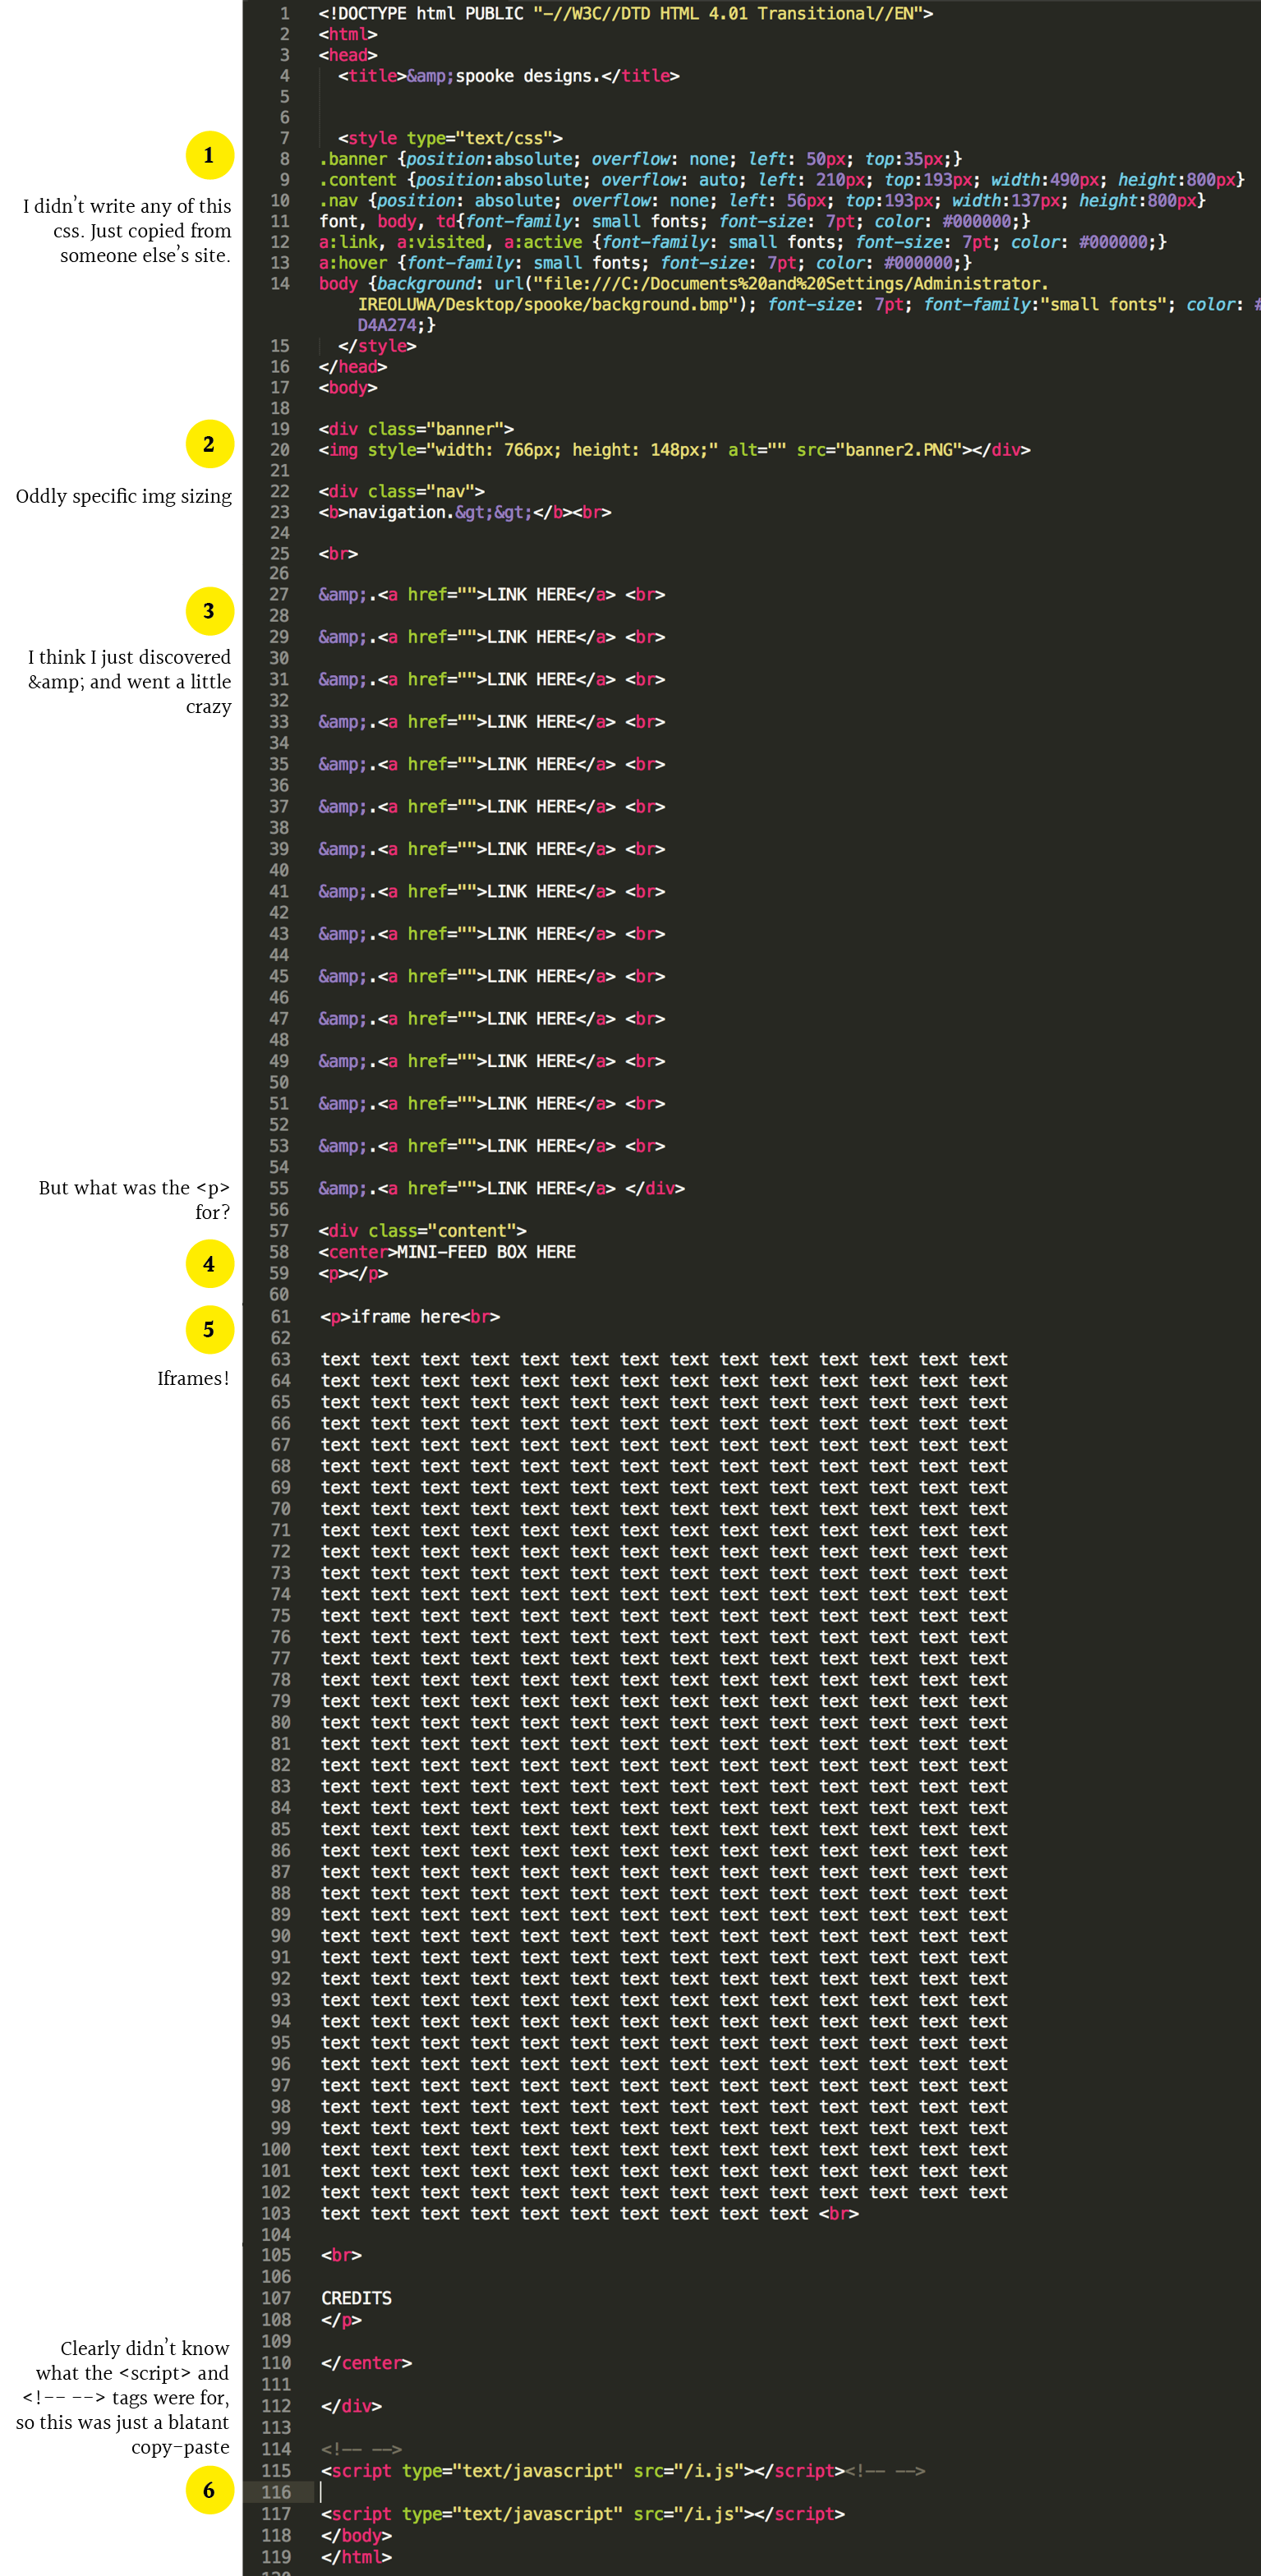 1
I didn’t write any of this
css. Just copied from
someone else’s site.
2
Oddly specific img sizing
3
I think I just discovered
&amp; and went a little
crazy
But what was the <p>
for?
4
5
Iframes!
Clearly didn’t know
what the <script> and
<!-- --> tags were for,
so this was just a blatant
copy-paste
6
1 <!DOCTYPE html PUBLIC "-//W3C//DTD HTML 4.01 Transitional//EN">
2 <html>
3 <head>
4 <title>&amp;spooke designs.</title>
5
6
7 <style type="text/css">
8 .banner {position:absolute; overflow: none; left: 50px; top:35px;}
9 .content {position:absolute; overflow: auto; left: 210px; top:193px; width:490px; height:800px}
10 .nav {position: absolute; overflow: none; left: 56px; top:193px; width:137px; height:800px}
11 font, body, td{font-family: small fonts; font-size: 7pt; color: #000000;}
12 a:link, a:visited, a:active {font-family: small fonts; font-size: 7pt; color: #000000;}
13 a:hover {font-family: small fonts; font-size: 7pt; color: #000000;}
14 body {background: url("file:///C:/Documents%20and%20Settings/Administrator.
IREOLUWA/Desktop/spooke/background.bmp"); font-size: 7pt; font-family:"small fonts"; color: #
D4A274;}
15 </style>
16 </head>
17 <body>
18
19 <div class="banner">
20 <img style="width: 766px; height: 148px;" alt="" src="banner2.PNG"></div>
21
22 <div class="nav">
23 <b>navigation.&gt;&gt;</b><br>
24
25 <br>
26
27 &amp;.<a href="">LINK HERE</a> <br>
28
29 &amp;.<a href="">LINK HERE</a> <br>
30
31 &amp;.<a href="">LINK HERE</a> <br>
32
33 &amp;.<a href="">LINK HERE</a> <br>
34
35 &amp;.<a href="">LINK HERE</a> <br>
36
37 &amp;.<a href="">LINK HERE</a> <br>
38
39 &amp;.<a href="">LINK HERE</a> <br>
40
41 &amp;.<a href="">LINK HERE</a> <br>
42
43 &amp;.<a href="">LINK HERE</a> <br>
44
45 &amp;.<a href="">LINK HERE</a> <br>
46
47 &amp;.<a href="">LINK HERE</a> <br>
48
49 &amp;.<a href="">LINK HERE</a> <br>
50
51 &amp;.<a href="">LINK HERE</a> <br>
52
53 &amp;.<a href="">LINK HERE</a> <br>
54
55 &amp;.<a href="">LINK HERE</a> </div>
56
57 <div class="content">
58 <center>MINI-FEED BOX HERE
59 <p></p>
60
61 <p>iframe here<br>
62
63 text text text text text text text text text text text text text text
64 text text text text text text text text text text text text text text
65 text text text text text text text text text text text text text text
66 text text text text text text text text text text text text text text
67 text text text text text text text text text text text text text text
68 text text text text text text text text text text text text text text
69 text text text text text text text text text text text text text text
70 text text text text text text text text text text text text text text
71 text text text text text text text text text text text text text text
72 text text text text text text text text text text text text text text
73 text text text text text text text text text text text text text text
74 text text text text text text text text text text text text text text
75 text text text text text text text text text text text text text text
76 text text text text text text text text text text text text text text
77 text text text text text text text text text text text text text text
78 text text text text text text text text text text text text text text
79 text text text text text text text text text text text text text text
80 text text text text text text text text text text text text text text
81 text text text text text text text text text text text text text text
82 text text text text text text text text text text text text text text
83 text text text text text text text text text text text text text text
84 text text text text text text text text text text text text text text
85 text text text text text text text text text text text text text text
86 text text text text text text text text text text text text text text
87 text text text text text text text text text text text text text text
88 text text text text text text text text text text text text text text
89 text text text text text text text text text text text text text text
90 text text text text text text text text text text text text text text
91 text text text text text text text text text text text text text text
92 text text text text text text text text text text text text text text
93 text text text text text text text text text text text text text text
94 text text text text text text text text text text text text text text
95 text text text text text text text text text text text text text text
96 text text text text text text text text text text text text text text
97 text text text text text text text text text text text text text text
98 text text text text text text text text text text text text text text
99 text text text text text text text text text text text text text text
100 text text text text text text text text text text text text text text
101 text text text text text text text text text text text text text text
102 text text text text text text text text text text text text text text
103 text text text text text text text text text text <br>
104
105 <br>
106
107 CREDITS
108 </p>
109
110 </center>
111
112 </div>
113
114 <!-- -->
115 <script type="text/javascript" src="/i.js"></script><!-- -->
116
117 <script type="text/javascript" src="/i.js"></script>
118 </body>
119 </html>